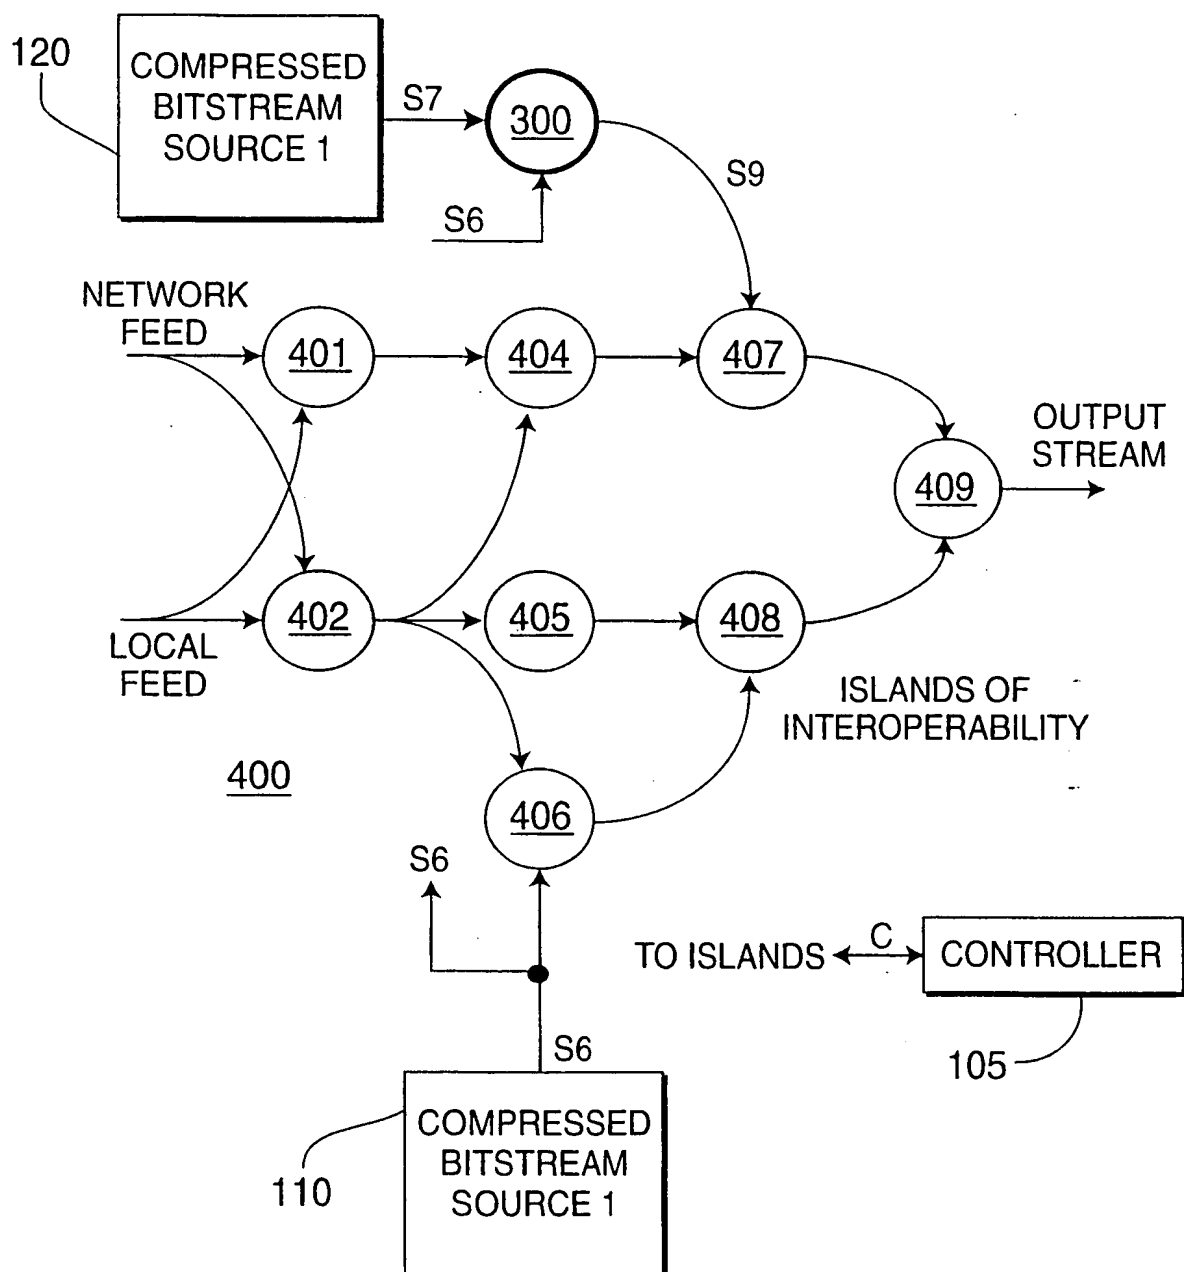 120
COMPRESSED
BITSTREAM
SOURCE 1
S7
300
S9
S6
NETWORK
FEED
401
404
407
OUTPUT
STREAM
409
402
405
408
LOCAL
FEED
ISLANDS OF
INTEROPERABILITY
400
406
S6
TO ISLANDS
C
CONTROLLER
S6
105
COMPRESSED
BITSTREAM
SOURCE 1
110